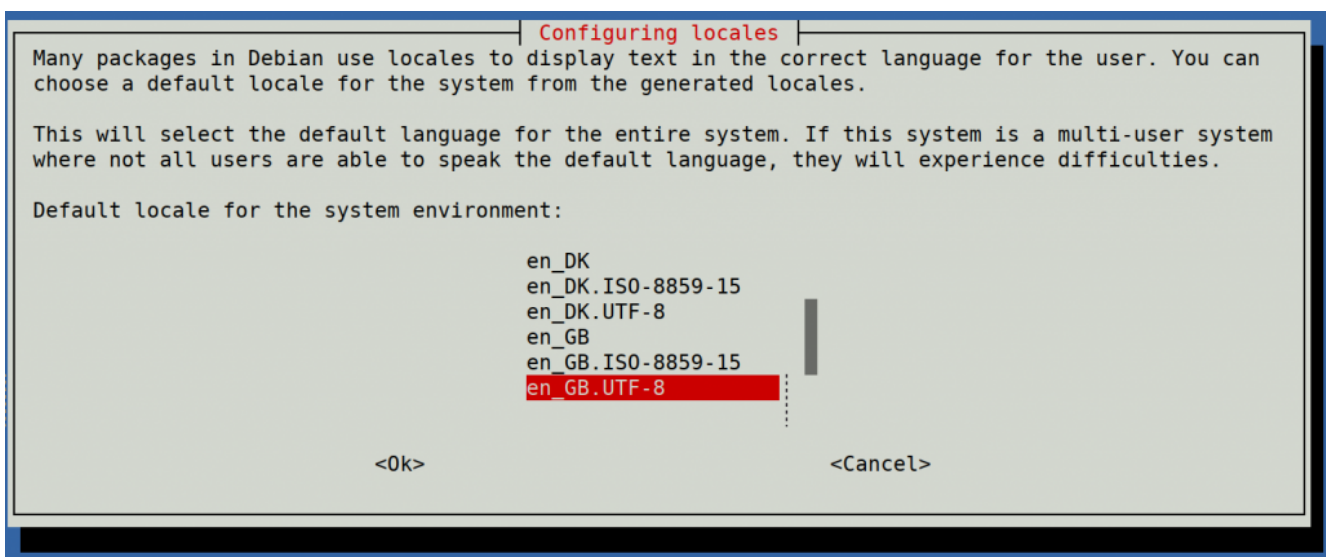 Configuring locales
Many packages in Debian use locales to display text in the correct language for the user. You can
choose a default locale for the system from the generated locales.
This will select the default language for the entire system. If this system is a multi-user system
where not all users are able to speak the default language, they will experience difficulties.
Default locale for the system environment:
en_DK
en_DK.ISO-8859-15
en_DK.UTF-8
en_GB
en_GB.ISO-8859-15
en_GB.UTF-8
<Ok> <Cancel>